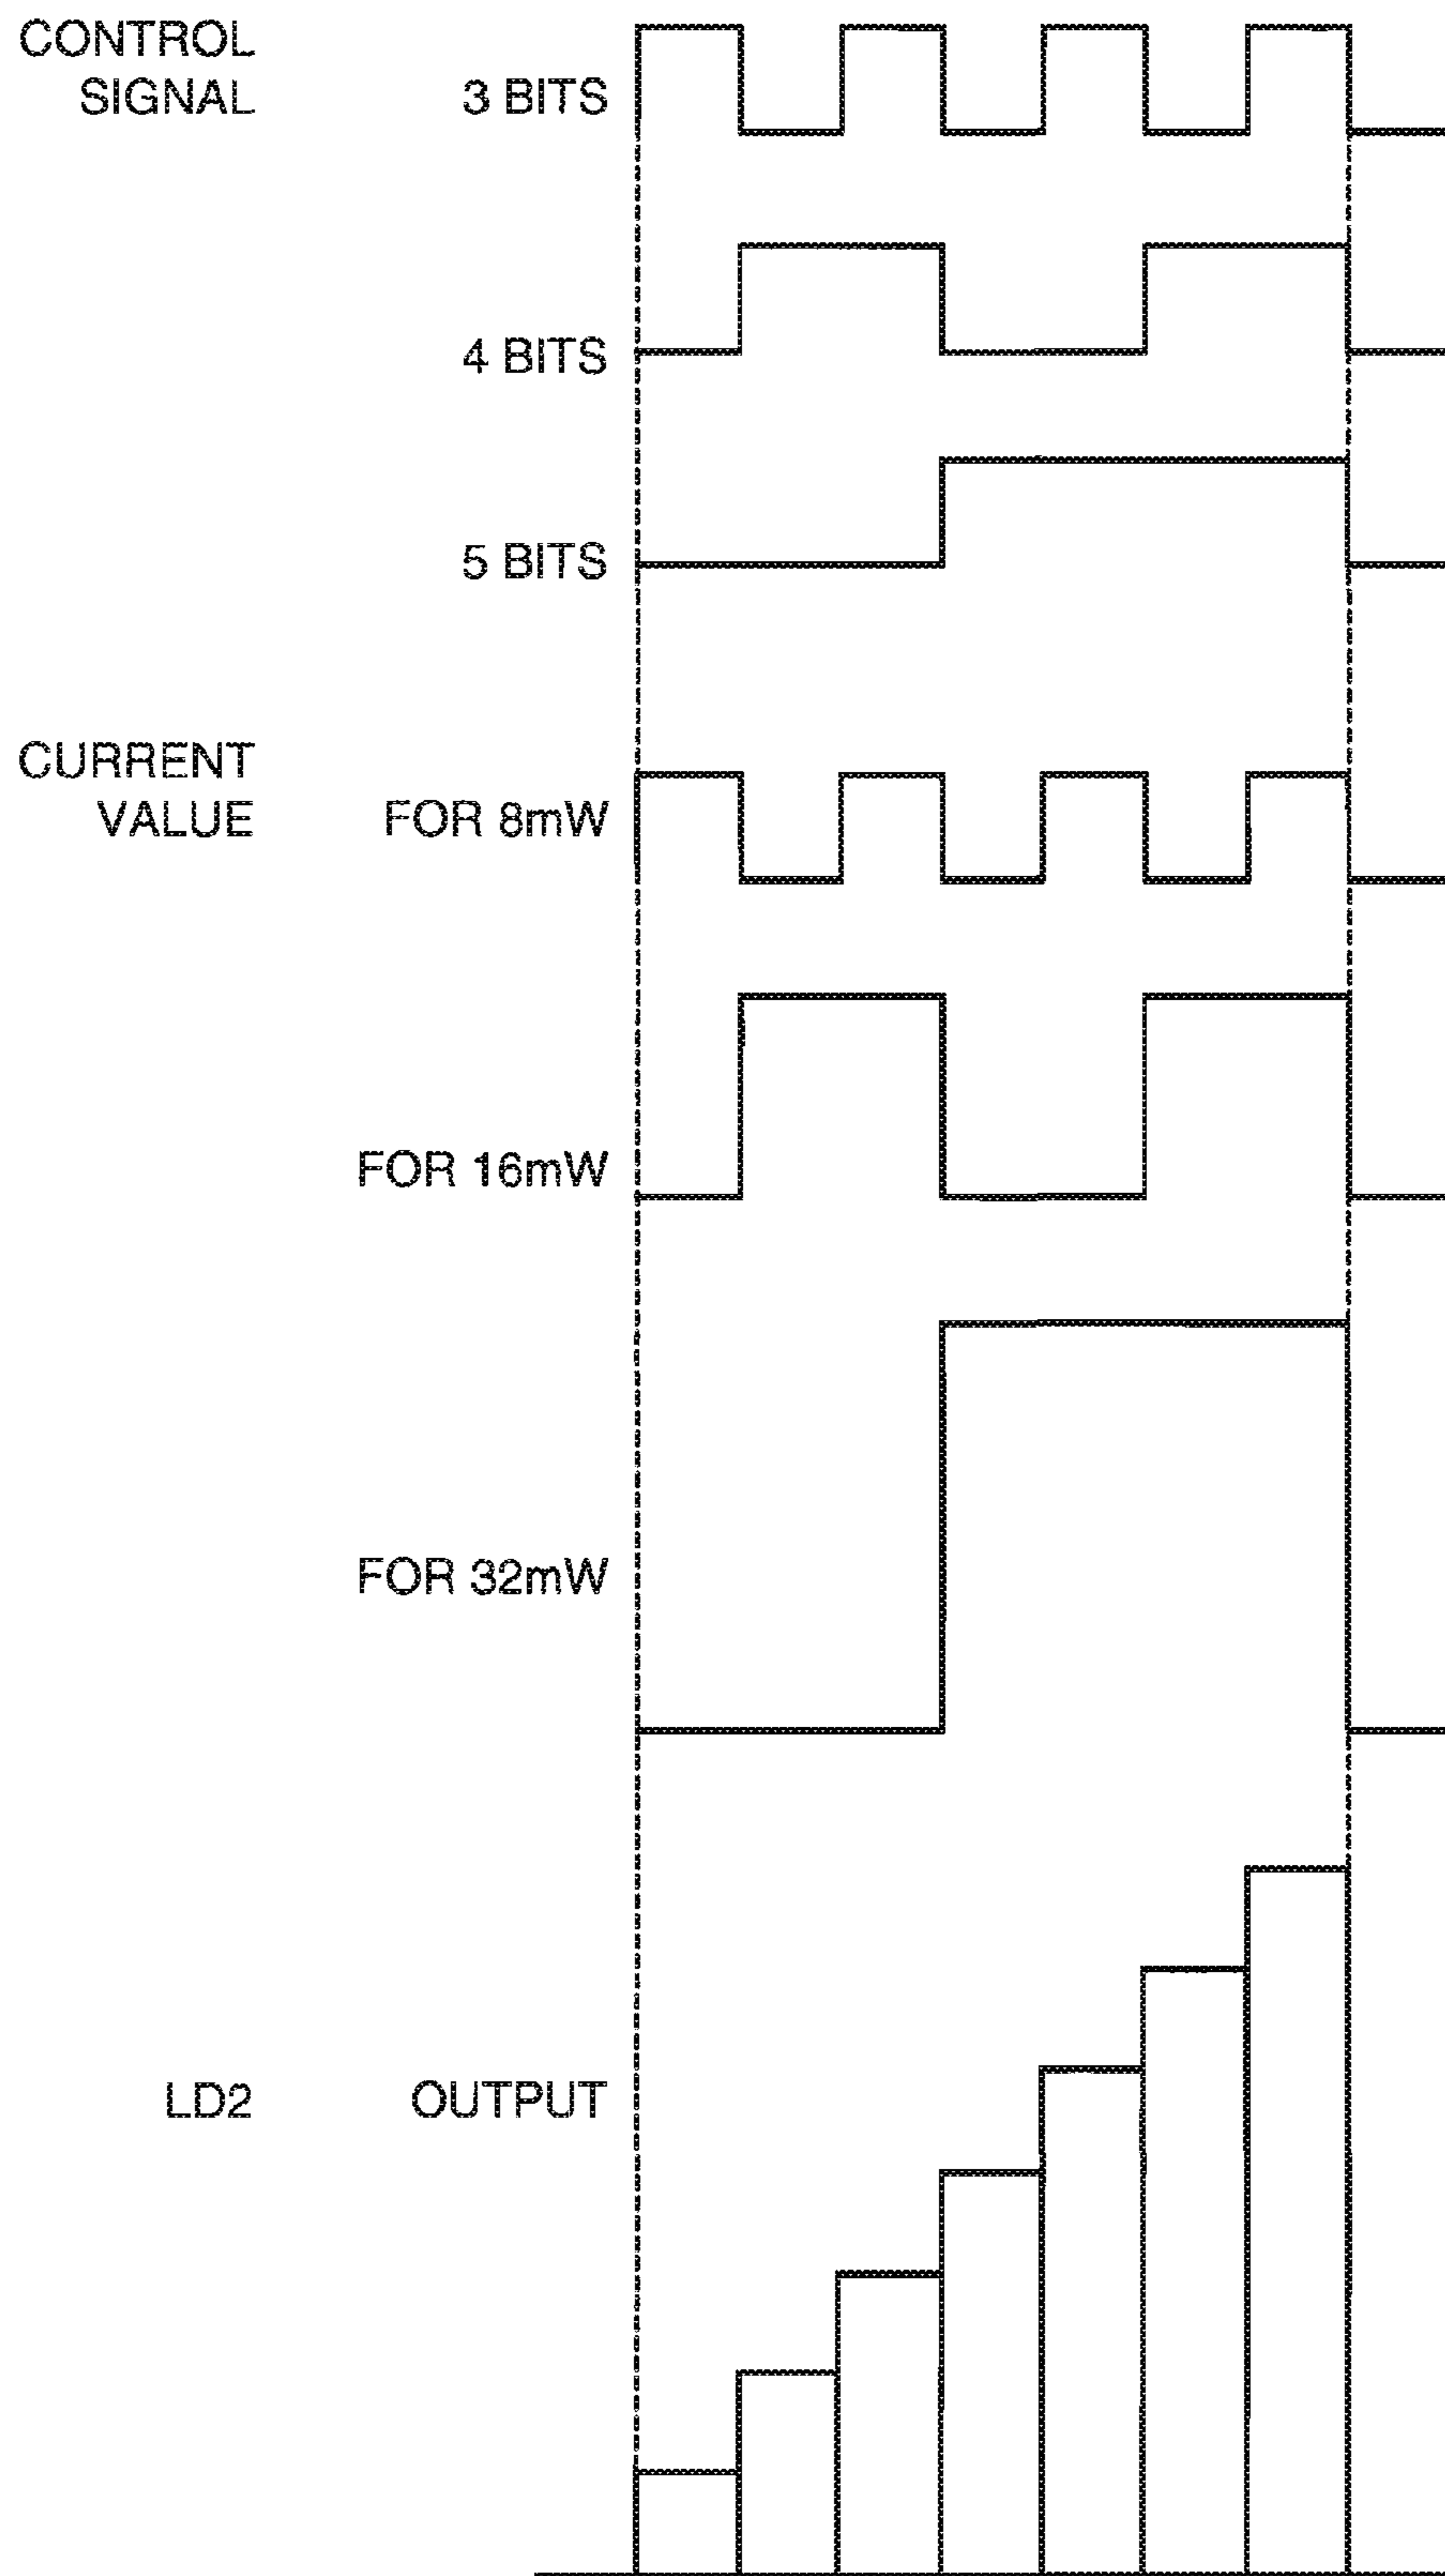 CONTROL
SIGNAL
3 BITS
4 BITS
5 BITS
CURRENT
VALUE
FOR 8mW
FOR 16mW
FOR 32mW
LD2
OUTPUT